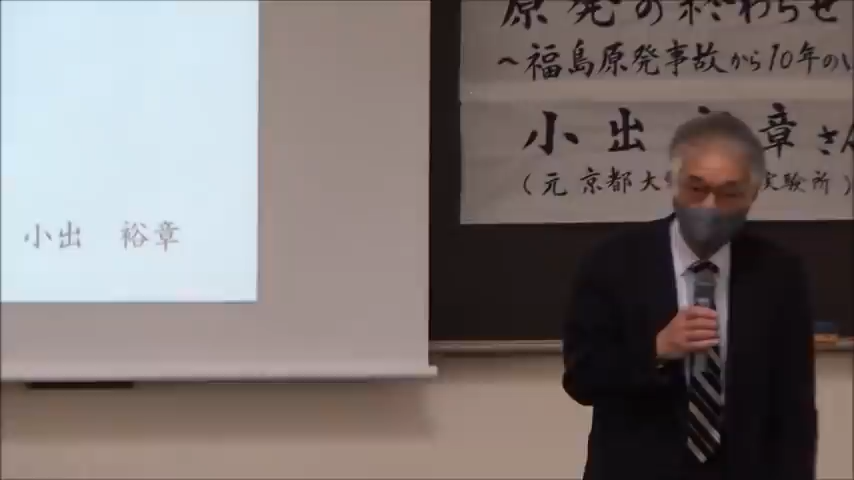 原発の終わらせ
~福島原発事故から10年の
小出 章さん
(元 京都大 実験所)
小出 裕章